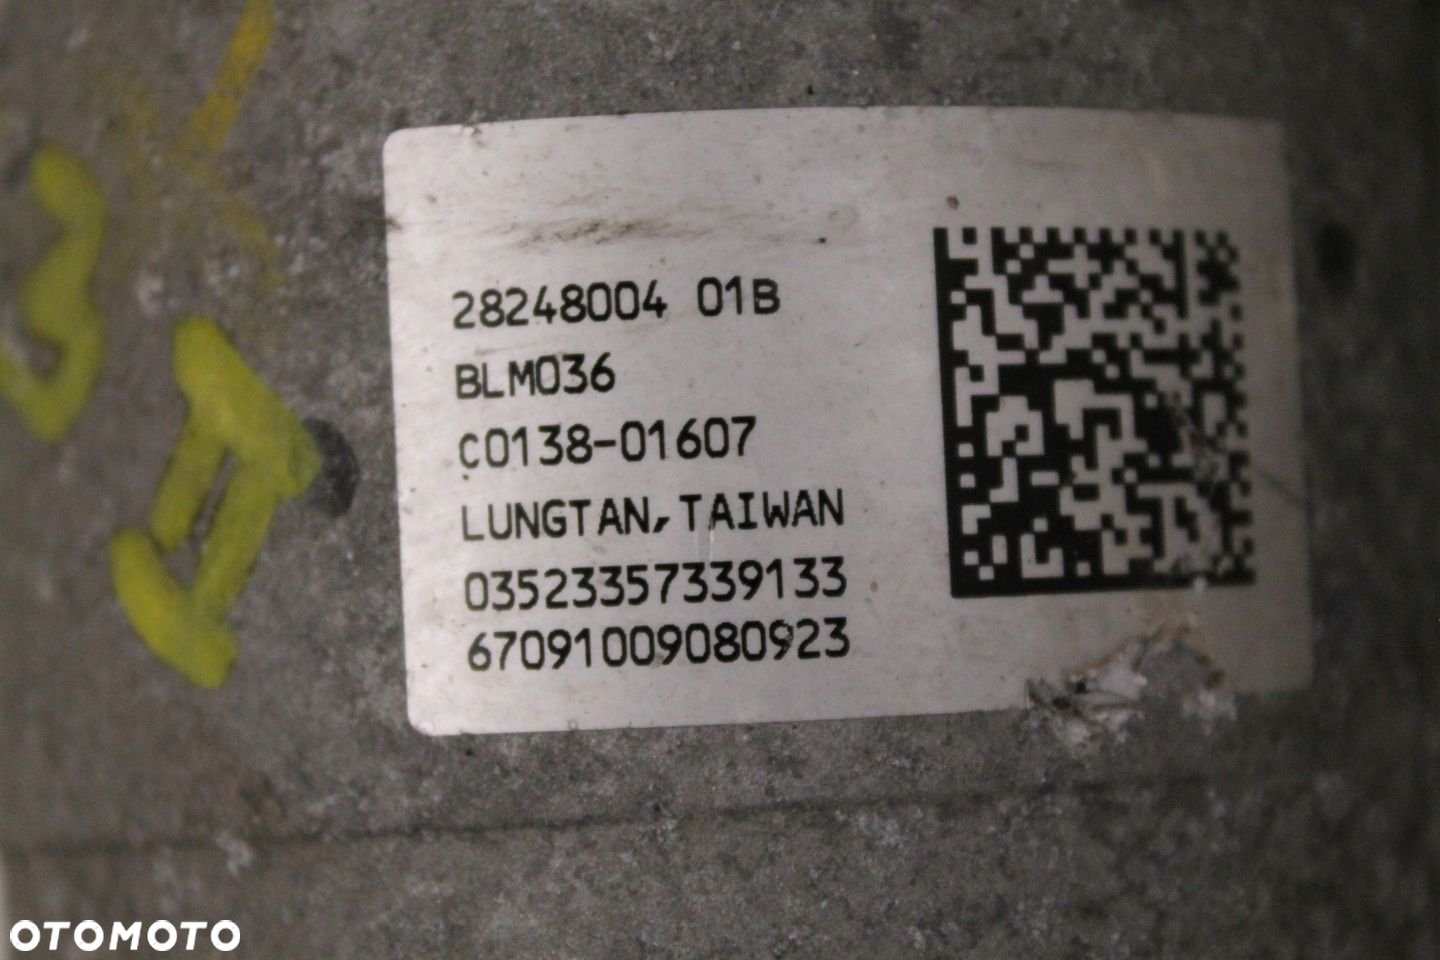 28248004 01B
BLM036
C0138-01607
LUNGTAN, TAIWAN
03523357339133
67091009080923
OTOMOTO